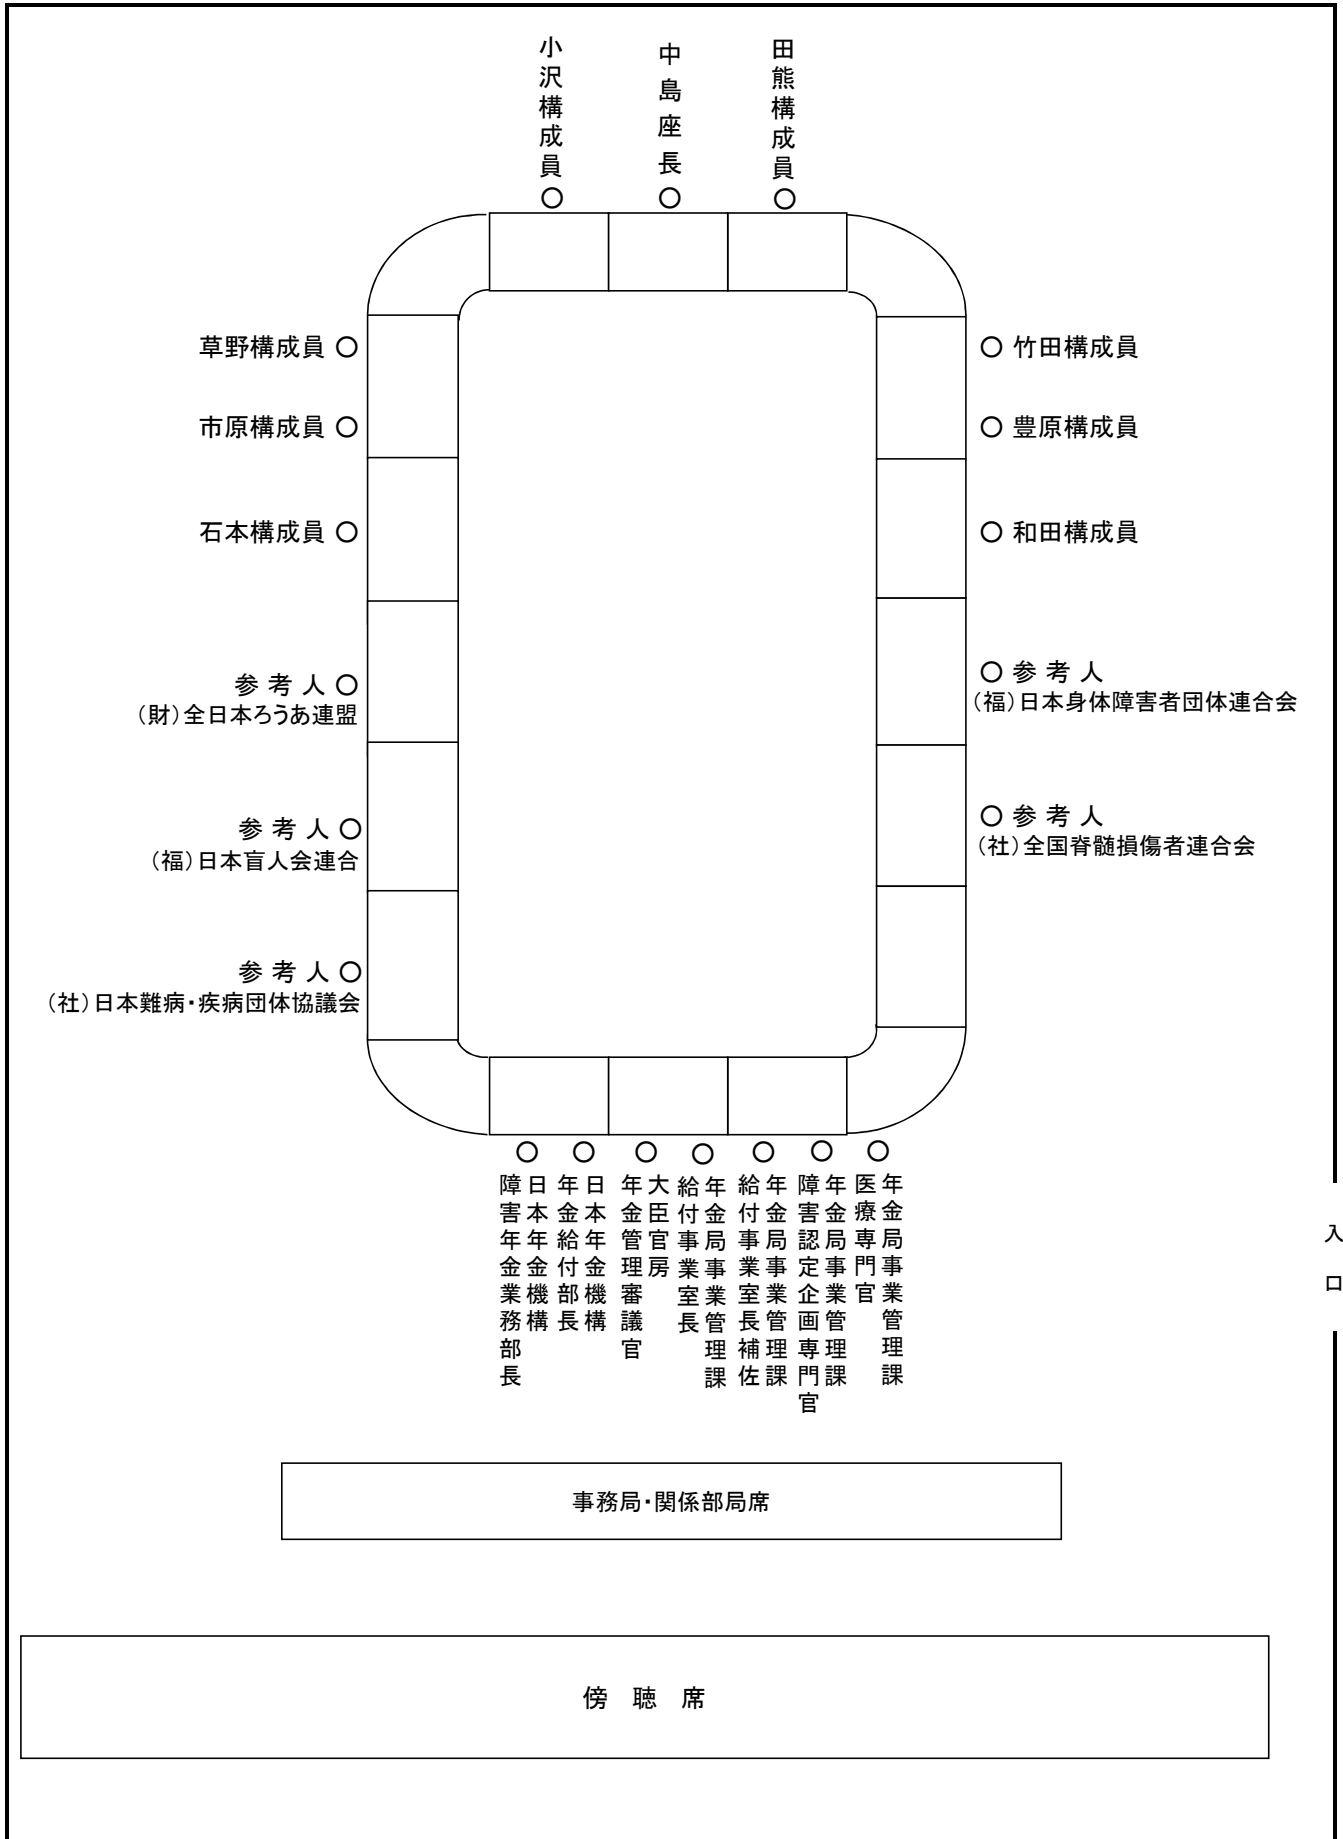 小沢構成員
中島座長
田熊構成員
草野構成員
竹田構成員
市原構成員
豊原構成員
石本構成員
和田構成員
参考人
（財）全日本ろうあ連盟
参考人
（福）日本身体障害者団体連合会
参考人
（福）日本盲人会連合
参考人
（社）全国脊髄損傷者連合会
参考人
（社）日本難病・疾病団体協議会
日本年金機構
障害年金業務部長
日本年金機構
年金給付部長
大臣官房
年金管理審議官
年金局事業管理課
給付事業室長
年金局事業管理課
給付事業室長補佐
年金局事業管理課
障害認定企画専門官
年金局事業管理課
医療専門官
入口
事務局・関係部局席
傍聴席